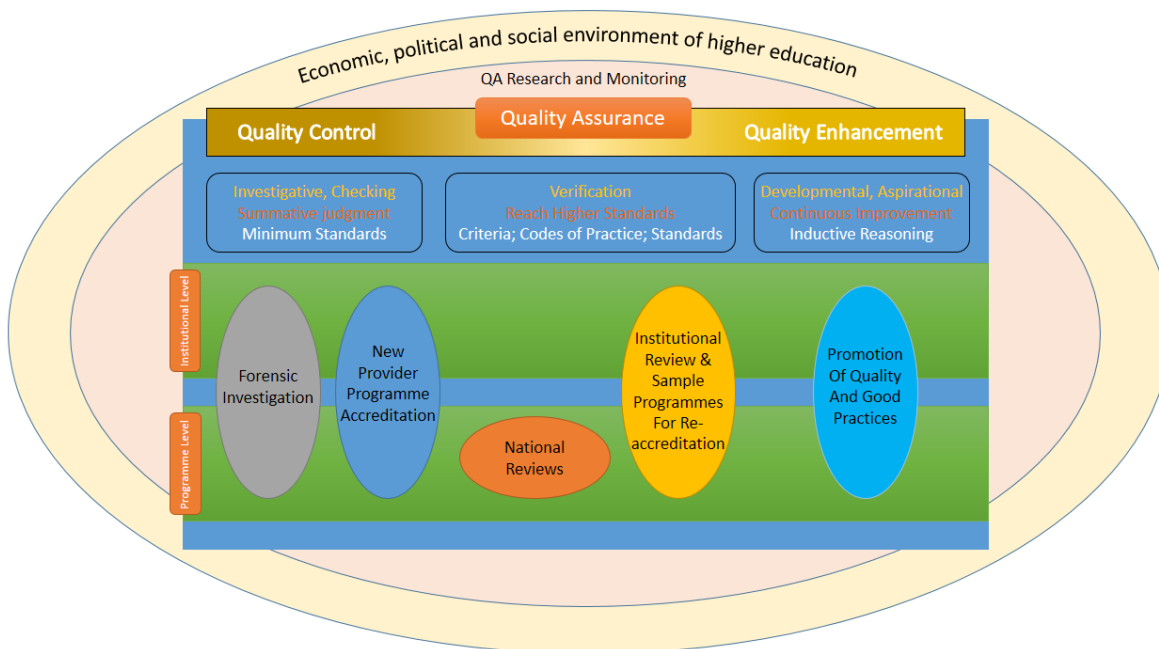 Economic, political and social environment of higher education
QA Research and Monitoring
Quality Control
Quality Assurance
Quality Enhancement
Investigative, Checking
Summative judgment
Minimum Standards
Verification
Reach Higher Standards
Criteria; Codes of Practice; Standards
Developmental, Aspirational
Continuous Improvement
Inductive Reasoning
Institutional Level
Forensic
Investigation
New
Provider
Programme
Accreditation
Institutional
Review &
Sample
Programmes
For Re-
accreditation
Promotion
Of Quality
And Good
Practices
Programme Level
National
Reviews